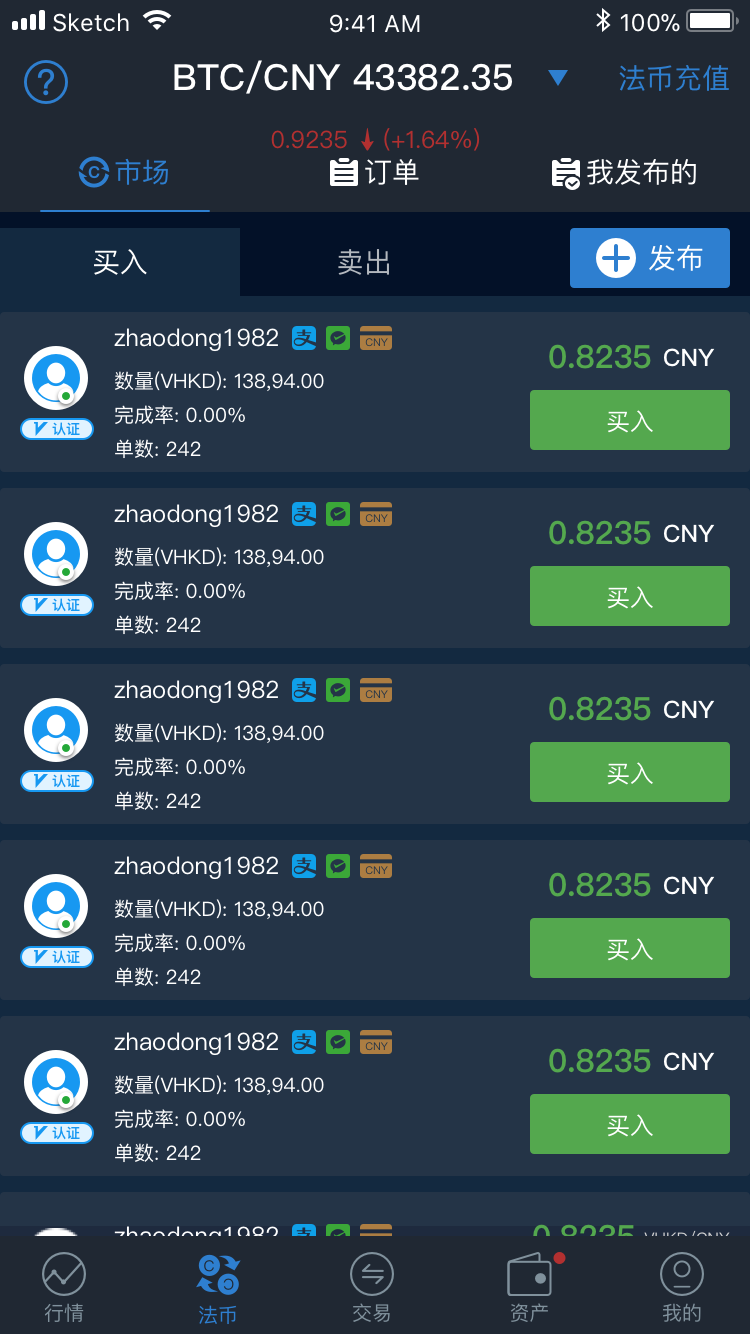 Sketch 9:41 AM 100%
? BTC/CNY 43382.35 法币充值
0.9235 ↓ (+1.64%)
市场 订单 我发布的
买入 卖出 发布
zhaodong1982 支 CNY
数量(VHKD): 138,94.00
完成率: 0.00%
单数: 242
V 认证
0.8235 CNY
买入
zhaodong1982 支 CNY
数量(VHKD): 138,94.00
完成率: 0.00%
单数: 242
V 认证
0.8235 CNY
买入
zhaodong1982 支 CNY
数量(VHKD): 138,94.00
完成率: 0.00%
单数: 242
V 认证
0.8235 CNY
买入
zhaodong1982 支 CNY
数量(VHKD): 138,94.00
完成率: 0.00%
单数: 242
V 认证
0.8235 CNY
买入
zhaodong1982 支 CNY
数量(VHKD): 138,94.00
完成率: 0.00%
单数: 242
V 认证
0.8235 CNY
买入
zhaodong1982 0.8235 VHKD/CNY
行情 法币 交易 资产 我的